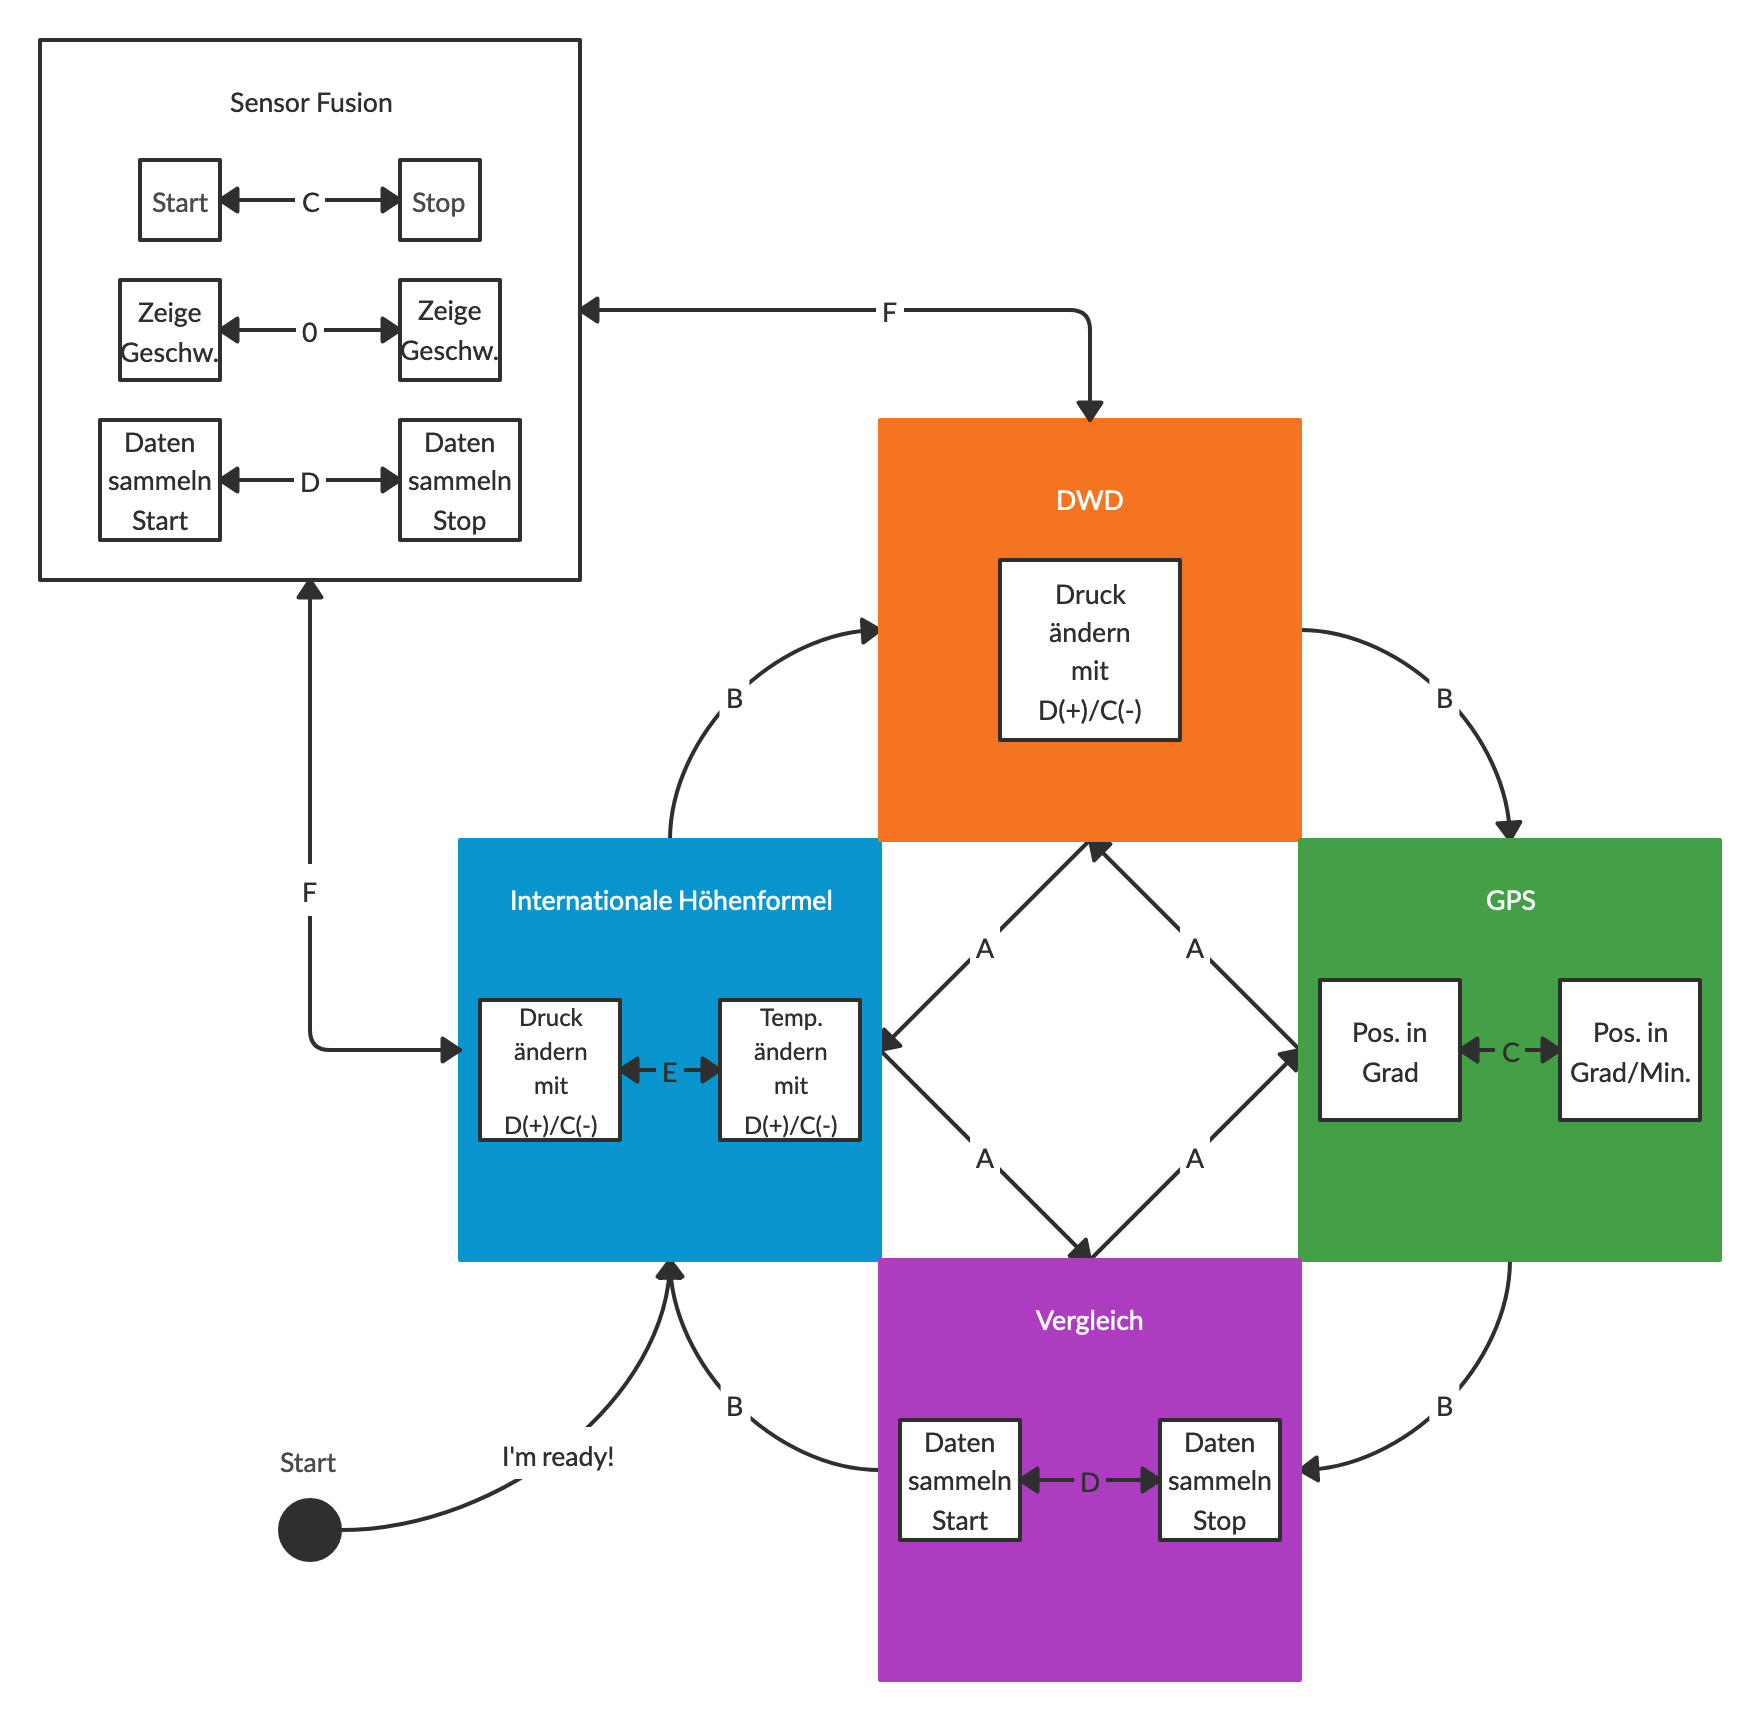 Sensor Fusion
Start
C
Stop
Zeige
Geschw.
0
Zeige
Geschw.
Daten
sammeln
Start
D
Daten
sammeln
Stop
F
DWD
Druck
ändern
mit
D(+)/C(-)
B
B
F
Internationale Höhenformel
Druck
ändern
mit
D(+)/C(-)
E
Temp.
ändern
mit
D(+)/C(-)
A
A
A
A
GPS
Pos. in
Grad
C
Pos. in
Grad/Min.
Vergleich
Daten
sammeln
Start
D
Daten
sammeln
Stop
B
B
Start
I'm ready!